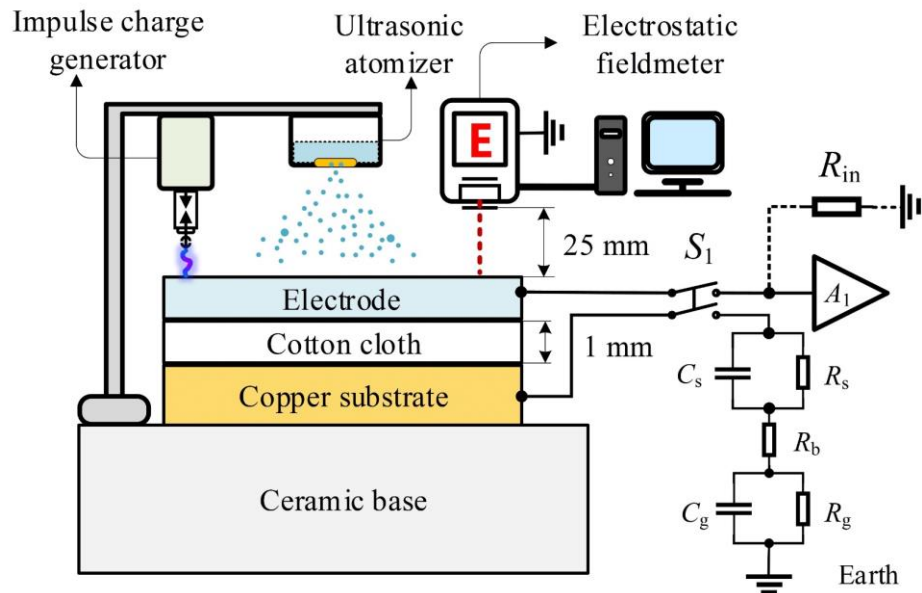 Impulse charge
generator
Ultrasonic
atomizer
Electrostatic
fieldmeter
E
R_in
25 mm
S_1
Electrode
A_1
Cotton cloth
1 mm
C_s
R_s
Copper substrate
R_b
Ceramic base
C_g
R_g
Earth